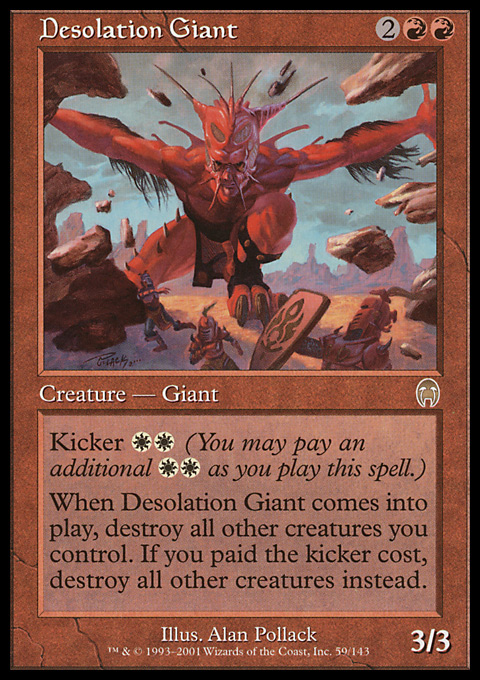 Desolation Giant 2
Creature — Giant
Kicker (You may pay an
additional as you play this spell.)
When Desolation Giant comes into
play, destroy all other creatures you
control. If you paid the kicker cost,
destroy all other creatures instead.
Illus. Alan Pollack
™ & © 1993-2001 Wizards of the Coast, Inc. 59/143
3/3